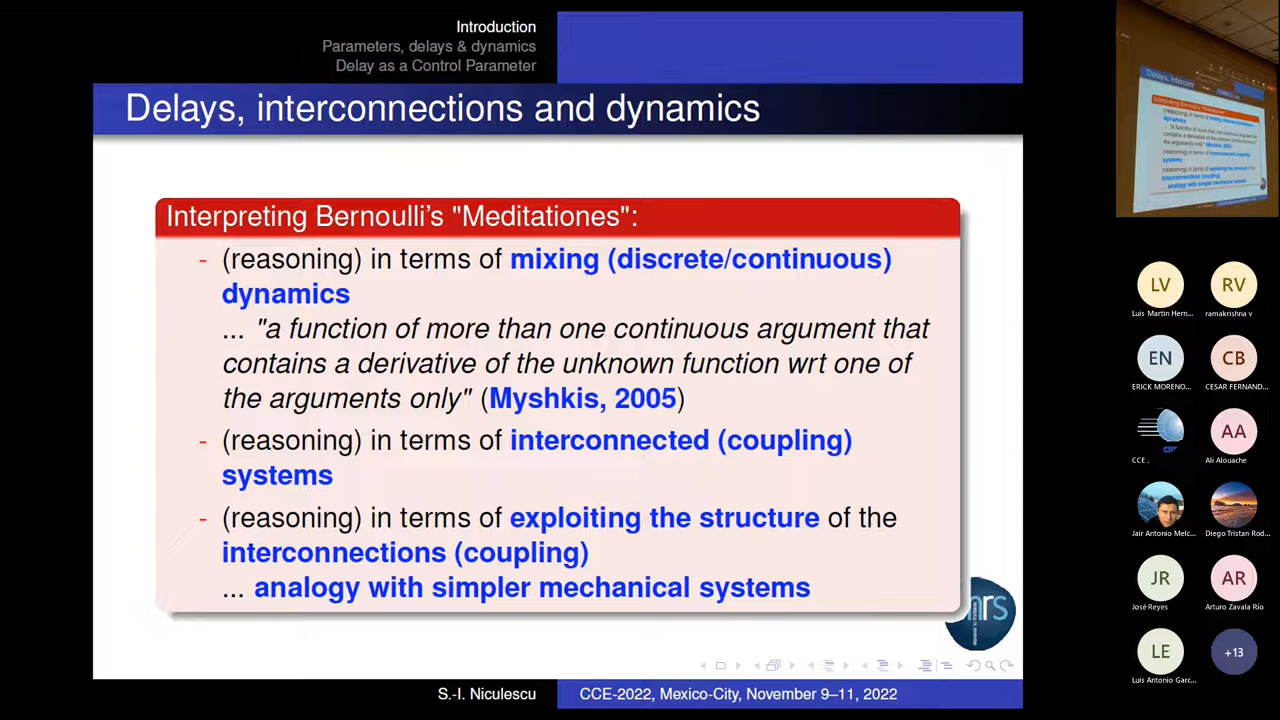 Introduction
Parameters, delays & dynamics
Delay as a Control Parameter
Delays, interconnections and dynamics
Interpreting Bernoulli's "Meditationes":
- (reasoning) in terms of mixing (discrete/continuous)
dynamics
... "a function of more than one continuous argument that
contains a derivative of the unknown function wrt one of
the arguments only" (Myshkis, 2005)
- (reasoning) in terms of interconnected (coupling)
systems
- (reasoning) in terms of exploiting the structure of the
interconnections (coupling)
... analogy with simpler mechanical systems
S.-I. Niculescu
CCE-2022, Mexico-City, November 9–11, 2022
LV
RV
Luis Martin Hern...
ramakrishna v
EN
CB
ERICK MORENO...
CESAR FERNAND...
AA
CCE .
Ali Alouache
Jair Antonio Melc...
Diego Tristan Rod...
JR
AR
José Reyes
Arturo Zavala Río
LE
+13
Luis Antonio Garc...